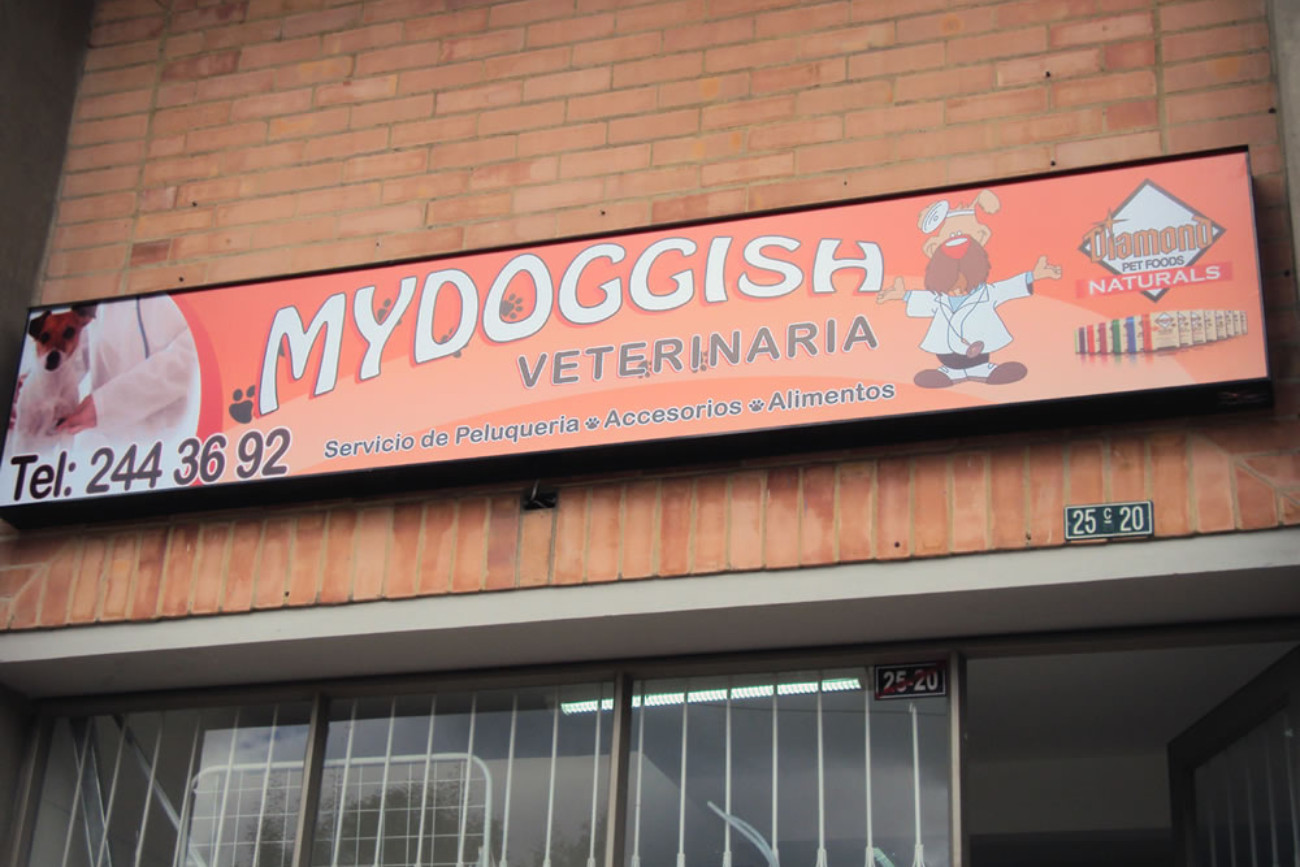 MYDOGGISH
VETERINARIA
Servicio de Peluqueria Accesorios Alimentos
Tel: 244 36 92
Diamond
PET FOODS
NATURALS
25 C 20
25-20